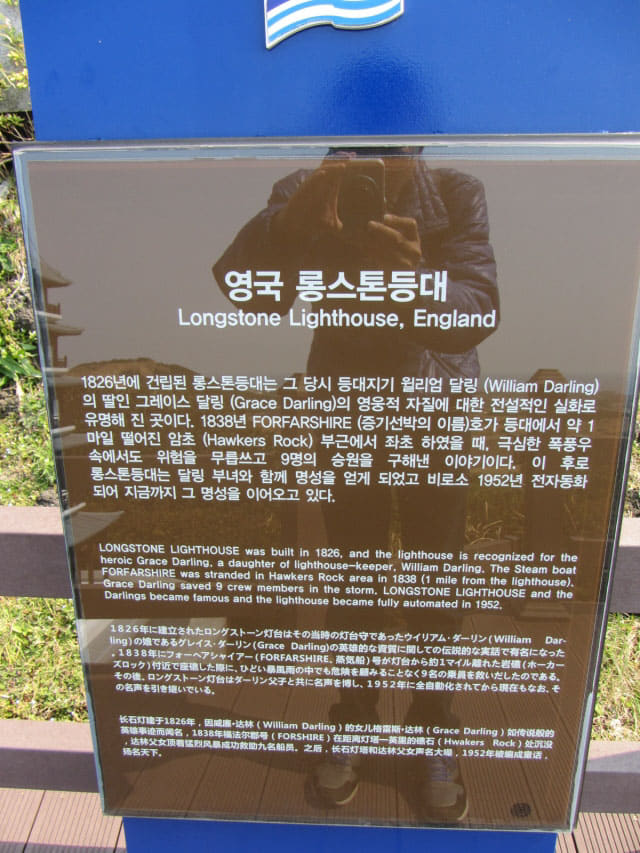 영국 롱스톤등대
Longstone Lighthouse, England
1826년에 건립된 롱스톤등대는 그 당시 등대지기 윌리엄 달링 (William Darling)
의 딸인 그레이스 달링 (Grace Darling)의 영웅적 자질에 대한 전설적인 실화로
유명해 진 곳이다. 1838년 FORFARSHIRE (증기선박의 이름)호가 등대에서 약 1
마일 떨어진 암초 (Hawkers Rock) 부근에서 좌초 하였을 때, 극심한 폭풍우
속에서도 위험을 무릅쓰고 9명의 승원을 구해낸 이야기이다. 이 후로
롱스톤등대는 달링 부녀와 함께 명성을 얻게 되었고 비로소 1952년 전자동화
되어 지금까지 그 명성을 이어오고 있다.
LONGSTONE LIGHTHOUSE was built in 1826, and the lighthouse is recognized for the
heroic Grace Darling, a daughter of lighthouse-keeper, William Darling. The Steam boat
FORFARSHIRE was stranded in Hawkers Rock area in 1838 (1 mile from the lighthouse).
Grace Darling saved 9 crew members in the storm. LONGSTONE LIGHTHOUSE and the
Darlings became famous and the lighthouse became fully automated in 1952.
1826年に建立されたロングストーン灯台はその当時の灯台守であったウイリアム・ダーリン(William Dar-
ling)の娘であるグレイス・ダーリン(Grace Darling)の英雄的な資質に関しての伝説的な実話で有名になった
。1838年にフォーヘアシャイアー(FORFARSHIRE、蒸気船)号が灯台から約1マイル離れた岩礁(ホーカー
ズロック)付近で座礁した際に、ひどい暴風雨の中でも危険を顧みることなく9名の乗員を救いだしたのである。
その後、ロングストーン灯台はダーリン父子と共に名声を博し、1952年に全自動化されてから現在もなお、そ
の名声を引き継いでいる。
长石灯建于1826年，因威廉·达林（William Darling）的女儿格雷斯·达林（Grace Darling）如传说般的
英雄事迹而闻名，1838年福法尔郡号（FORSHIRE）在距离灯塔一英里的礁石（Hwakers Rock）处沉没
，达林父女顶着猛烈风暴成功救助九名船员。之后，长石灯塔和达林父女声名大噪，1952年被编成童话，
扬名天下。